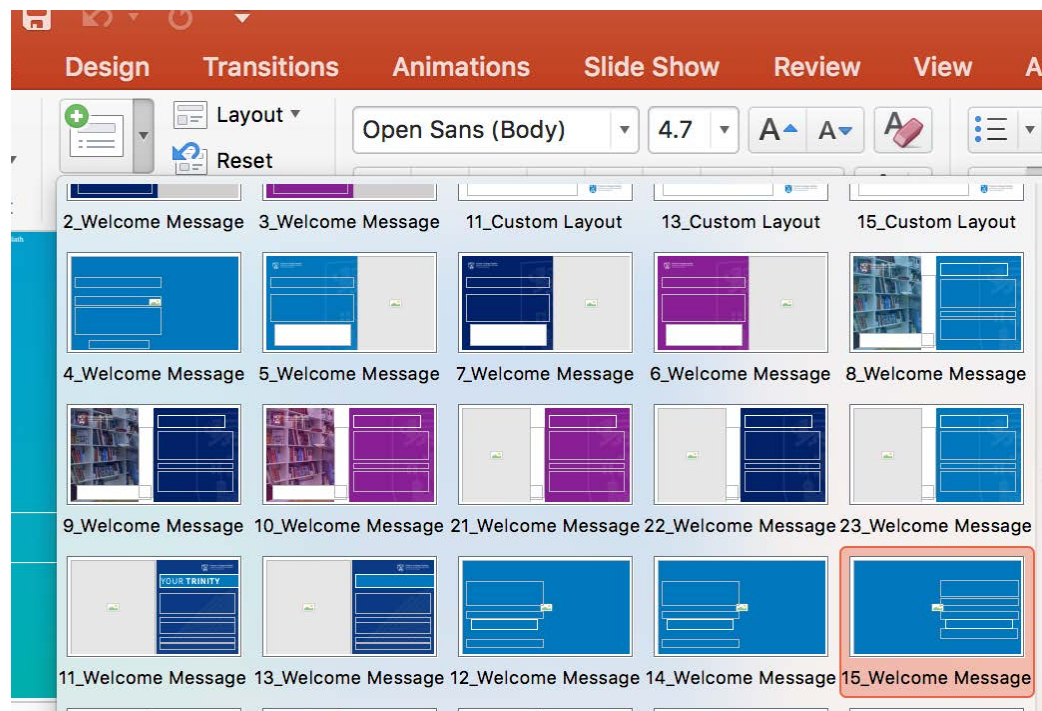 Design Transitions Animations Slide Show Review View A
Layout
Open Sans (Body) 4.7 A A A
Reset
2_Welcome Message 3_Welcome Message 11_Custom Layout 13_Custom Layout 15_Custom Layout
4_Welcome Message 5_Welcome Message 7_Welcome Message 6_Welcome Message 8_Welcome Message
9_Welcome Message 10_Welcome Message 21_Welcome Message 22_Welcome Message 23_Welcome Message
YOUR TRINITY
11_Welcome Message 13_Welcome Message 12_Welcome Message 14_Welcome Message 15_Welcome Message